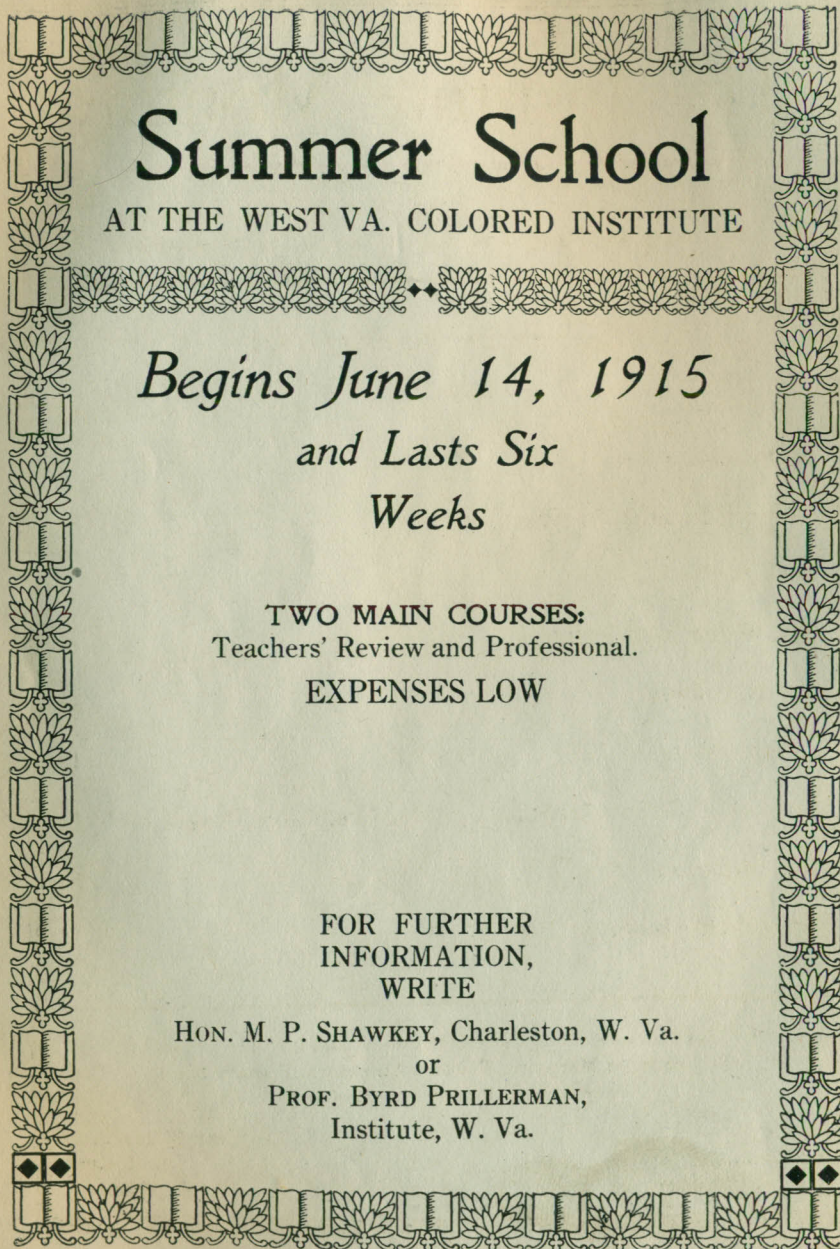 Summer School
AT THE WEST VA. COLORED INSTITUTE
Begins June 14, 1915
and Lasts Six
Weeks
TWO MAIN COURSES:
Teachers' Review and Professional.
EXPENSES LOW
FOR FURTHER
INFORMATION,
WRITE
HON. M. P. SHAWKEY, Charleston, W. Va.
or
PROF. BYRD PRILLERMAN,
Institute, W. Va.